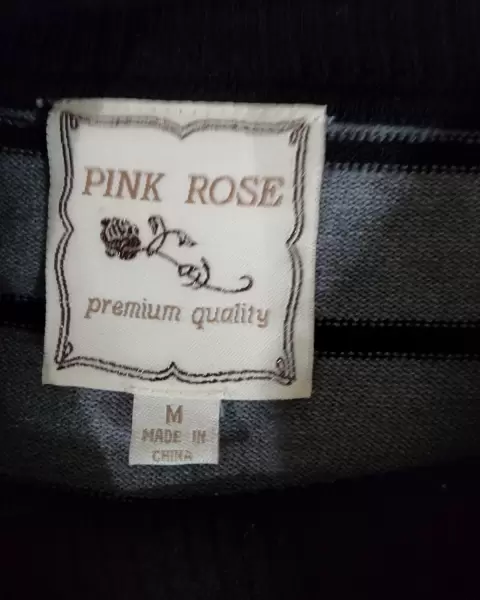 PINK ROSE
premium quality
M
MADE IN
CHINA